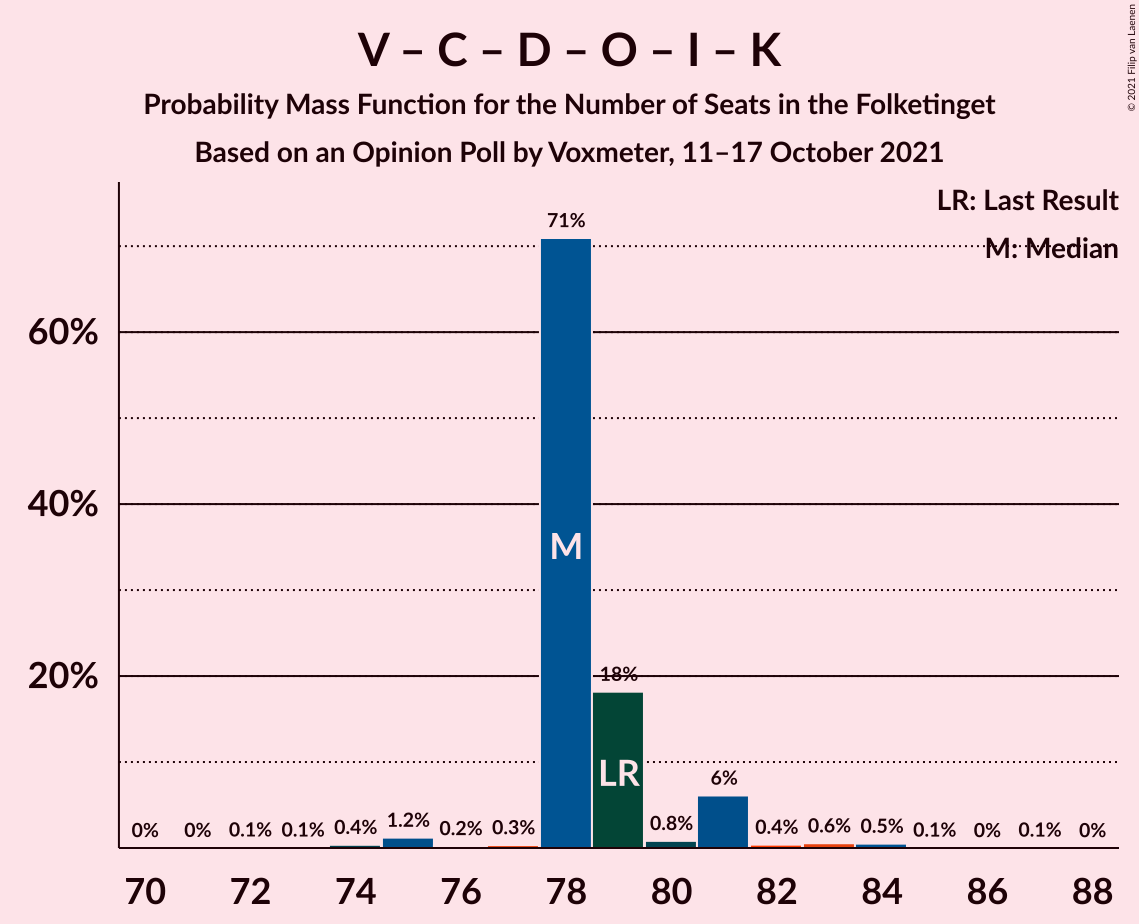 V – C – D – O – I – K
Probability Mass Function for the Number of Seats in the Folketinget
Based on an Opinion Poll by Voxmeter, 11–17 October 2021
© 2021 Filip van Laenen
LR: Last Result
M: Median
60%
40%
20%
0% 0% 0.1% 0.1% 0.4% 1.2% 0.2% 0.3% 71% 18% 0.8% 6% 0.4% 0.6% 0.5% 0.1% 0% 0.1% 0%
M
LR
70 72 74 76 78 80 82 84 86 88